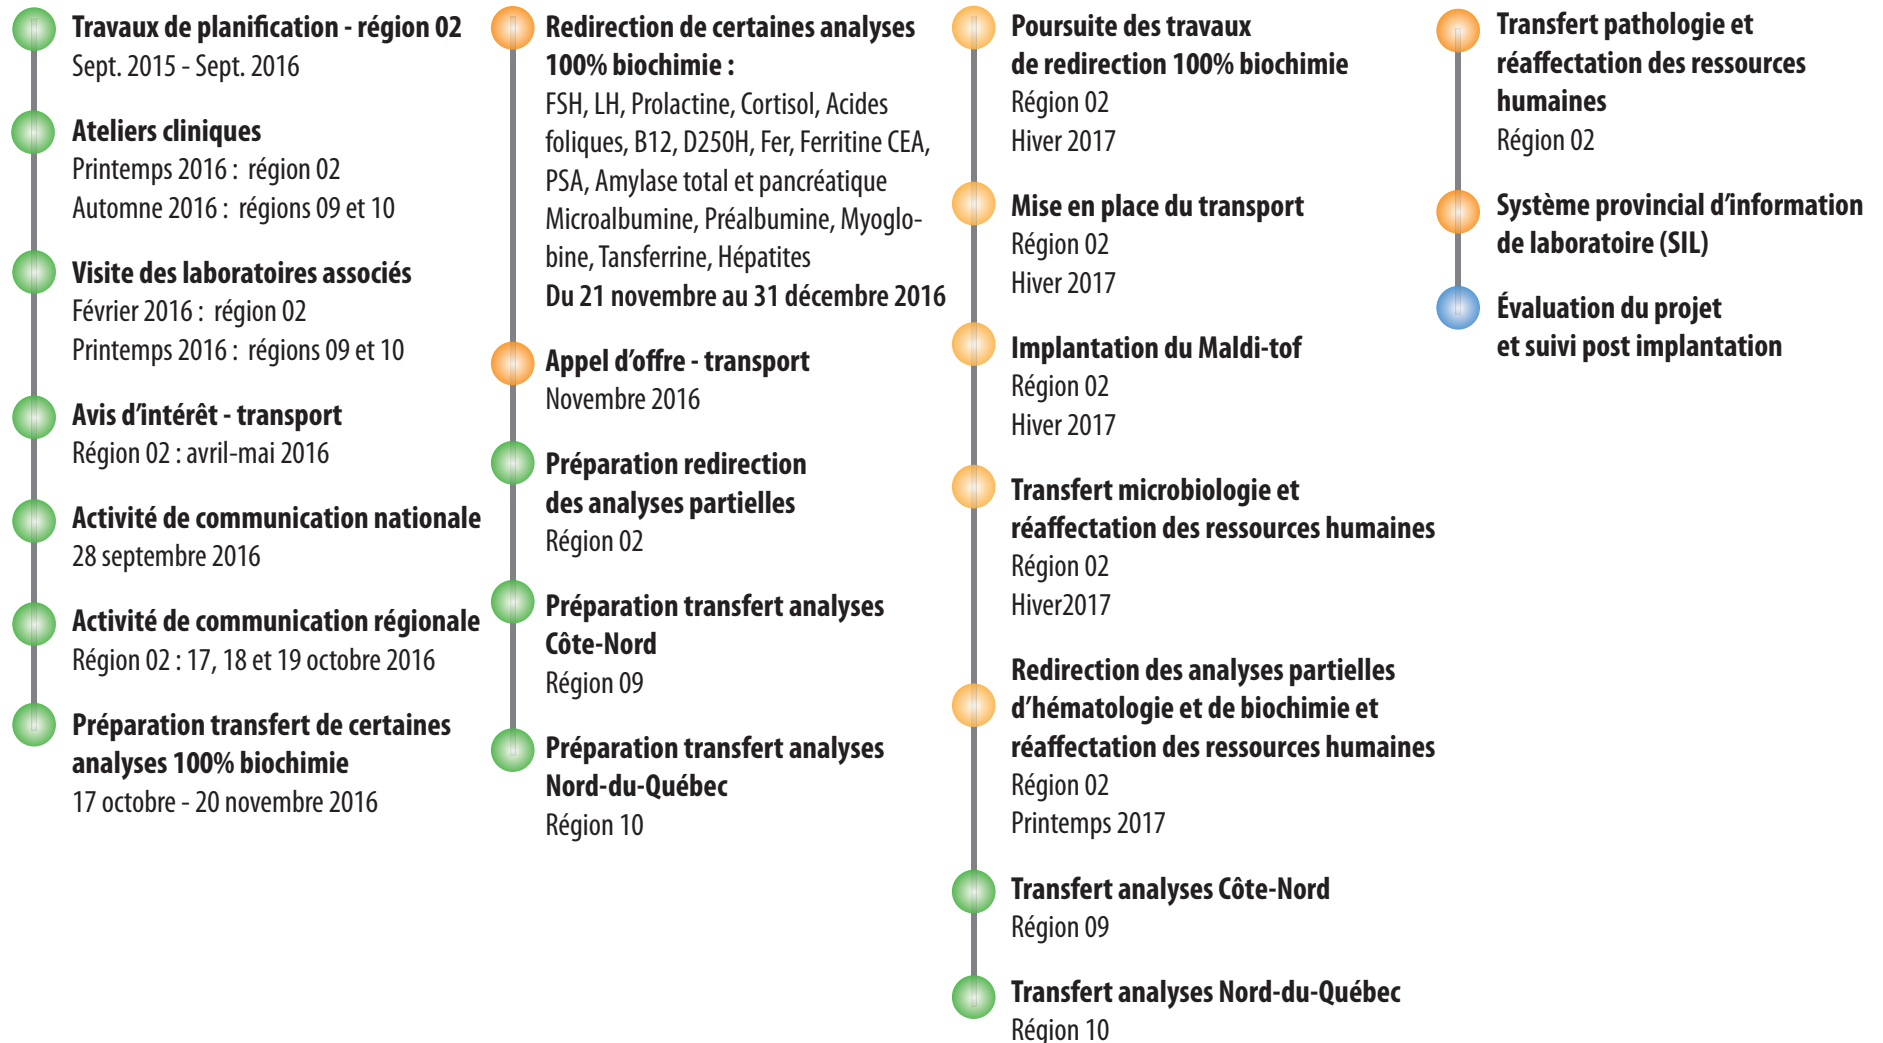 Travaux de planification - région 02
Sept. 2015 - Sept. 2016
Ateliers cliniques
Printemps 2016 : région 02
Automne 2016 : régions 09 et 10
Visite des laboratoires associés
Février 2016 : région 02
Printemps 2016 : régions 09 et 10
Avis d’intérêt - transport
Région 02 : avril-mai 2016
Activité de communication nationale
28 septembre 2016
Activité de communication régionale
Région 02 : 17, 18 et 19 octobre 2016
Préparation transfert de certaines
analyses 100% biochimie
17 octobre - 20 novembre 2016
Redirection de certaines analyses
100% biochimie :
FSH, LH, Prolactine, Cortisol, Acides
foliques, B12, D250H, Fer, Ferritine CEA,
PSA, Amylase total et pancréatique
Microalbumine, Préalbumine, Myoglo-
bine, Tansferrine, Hépatites
Du 21 novembre au 31 décembre 2016
Appel d’offre - transport
Novembre 2016
Préparation redirection
des analyses partielles
Région 02
Préparation transfert analyses
Côte-Nord
Région 09
Préparation transfert analyses
Nord-du-Québec
Région 10
Poursuite des travaux
de redirection 100% biochimie
Région 02
Hiver 2017
Mise en place du transport
Région 02
Hiver 2017
Implantation du Maldi-tof
Région 02
Hiver 2017
Transfert microbiologie et
réaffectation des ressources humaines
Région 02
Hiver2017
Redirection des analyses partielles
d’hématologie et de biochimie et
réaffectation des ressources humaines
Région 02
Printemps 2017
Transfert analyses Côte-Nord
Région 09
Transfert analyses Nord-du-Québec
Région 10
Transfert pathologie et
réaffectation des ressources
humaines
Région 02
Système provincial d’information
de laboratoire (SIL)
Évaluation du projet
et suivi post implantation